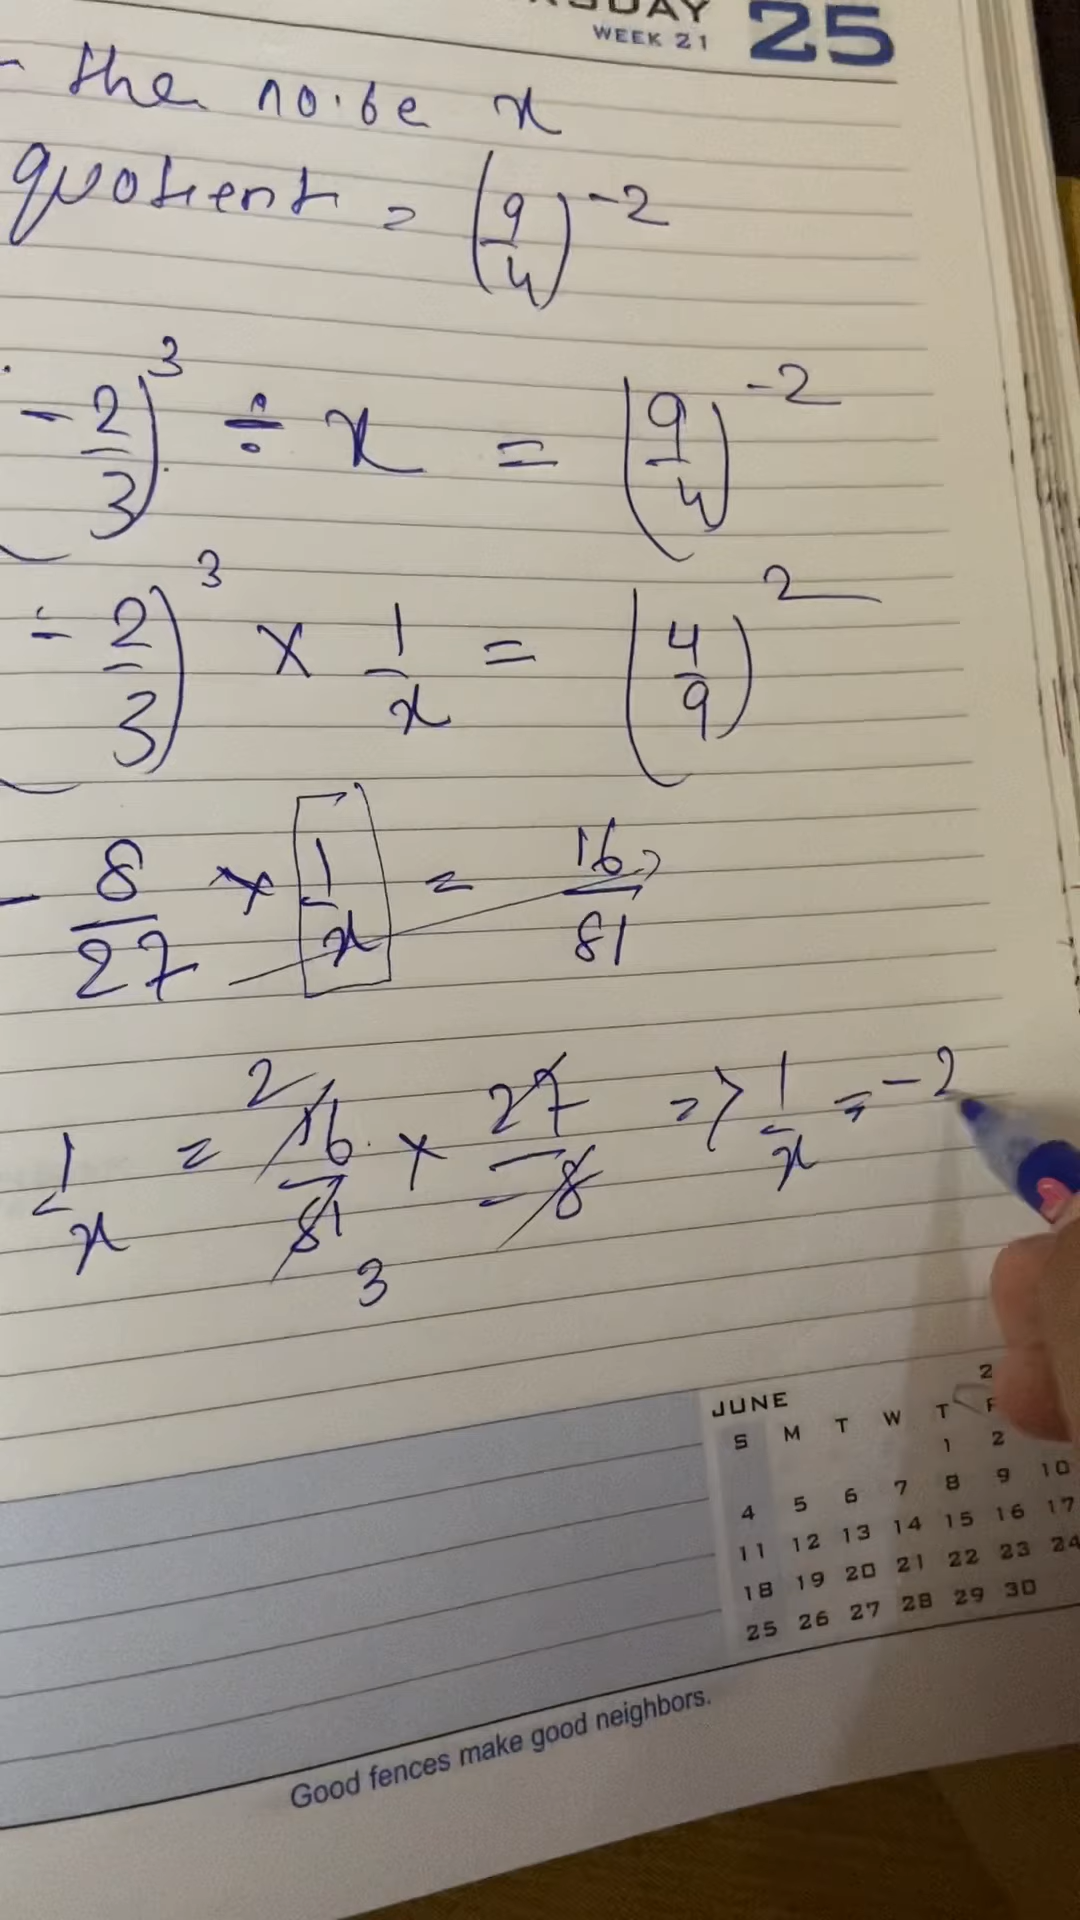 WEEK 21 25
the no. be x
quotient = (9/4)^-2
-2/3)^3 ÷ x = (9/4)^-2
÷ 2/3)^3 × 1/x = (4/9)^2
- 8/27 × 1/x = 16/81
1/x = 2 16/81 3 × 27/-8 => 1/x = -2
JUNE 2
S M T W T F
1 2
4 5 6 7 8 9 10
11 12 13 14 15 16 17
18 19 20 21 22 23 24
25 26 27 28 29 30
Good fences make good neighbors.